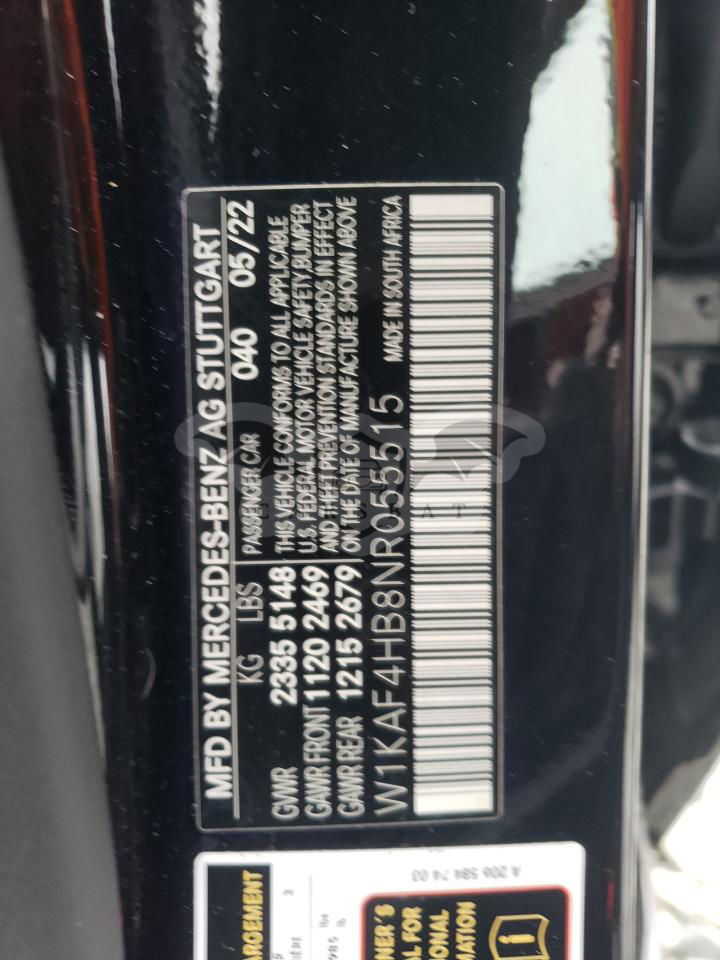 MFD BY MERCEDES-BENZ AG STUTTGART
KG LBS PASSENGER CAR 040 05/22
GVWR 2335 5148 THIS VEHICLE CONFORMS TO ALL APPLICABLE
GAWR FRONT 1120 2469 U.S. FEDERAL MOTOR VEHICLE SAFETY BUMPER
AND THEFT PREVENTION STANDARDS IN EFFECT
GAWR REAR 1215 2679 ON THE DATE OF MANUFACTURE SHOWN ABOVE
W1KAF4HB8NR055515 MADE IN SOUTH AFRICA
A 206 584 74 00
3